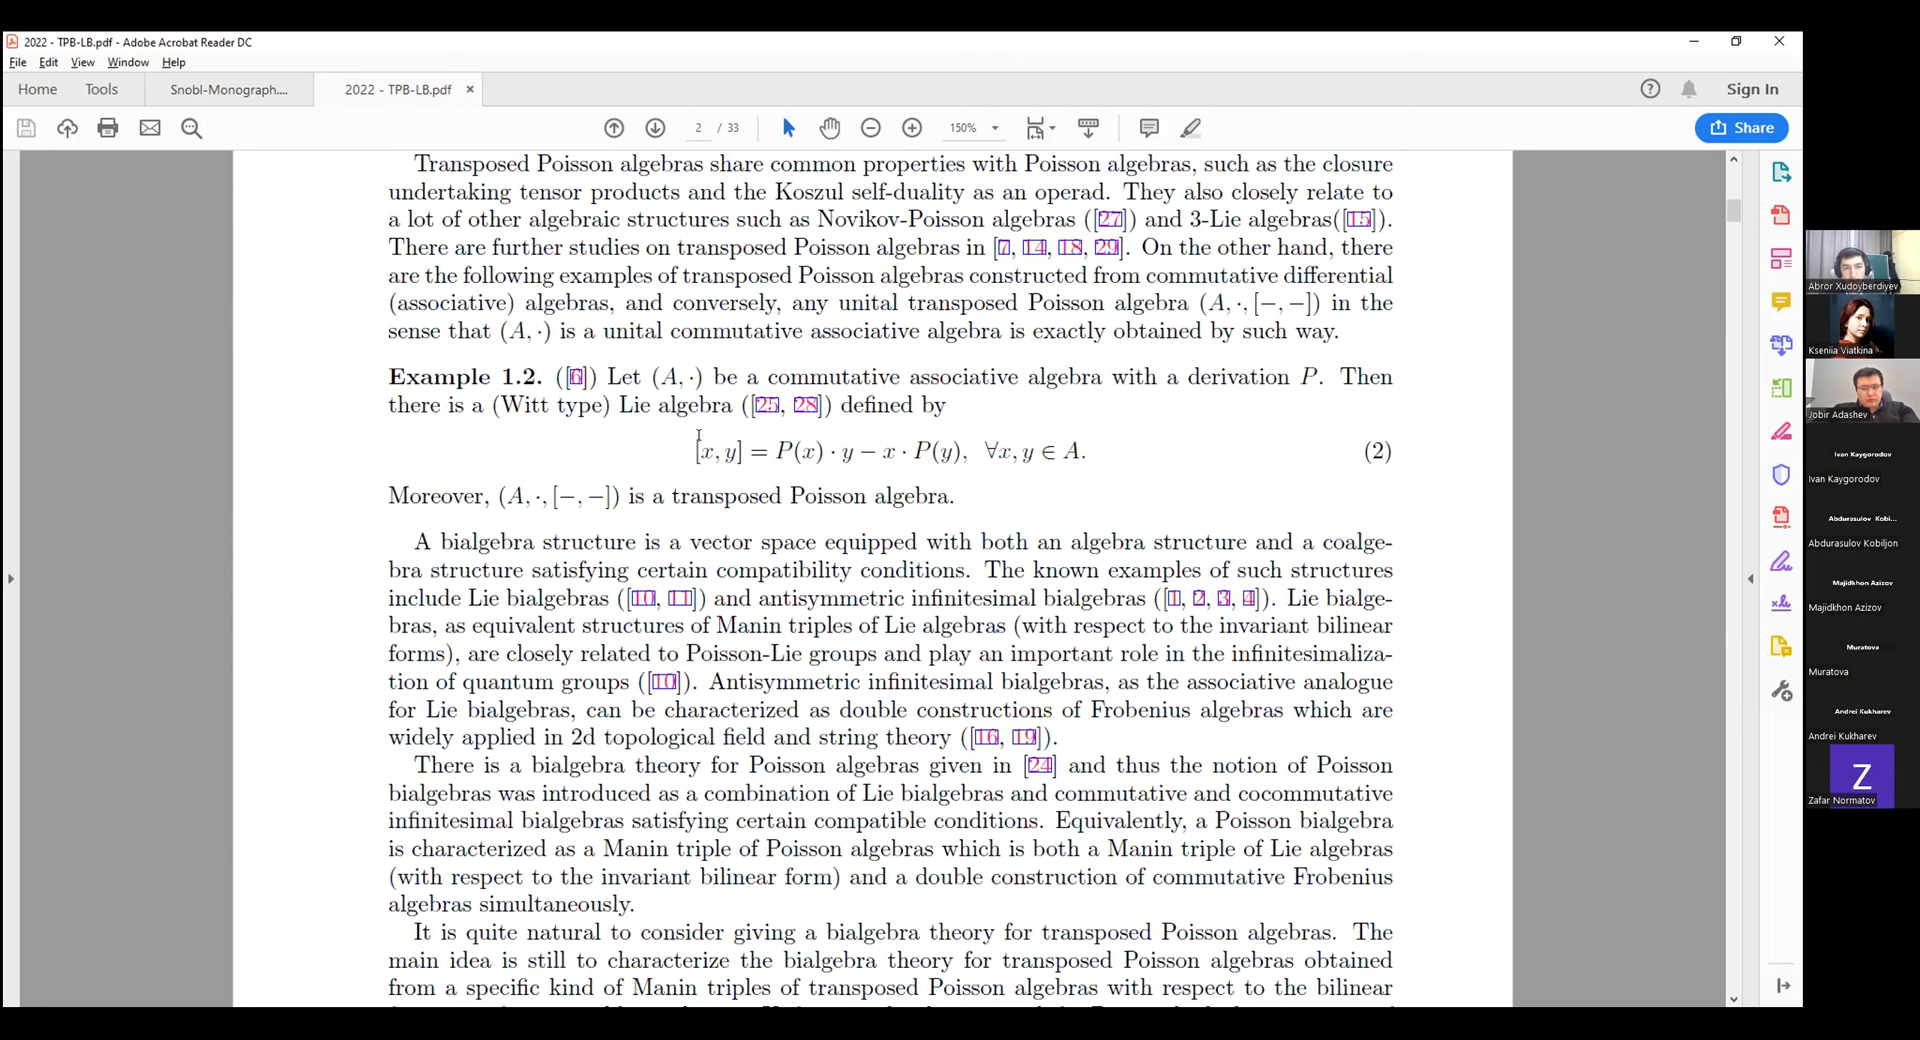 2022 - TPB-LB.pdf - Adobe Acrobat Reader DC
File Edit View Window Help
Home Tools Snobl-Monograph.... 2022 - TPB-LB.pdf × Sign In
2 / 33 150% Share
Transposed Poisson algebras share common properties with Poisson algebras, such as the closure
undertaking tensor products and the Koszul self-duality as an operad. They also closely relate to
a lot of other algebraic structures such as Novikov-Poisson algebras ([27]) and 3-Lie algebras([15]).
There are further studies on transposed Poisson algebras in [7, 14, 18, 29]. On the other hand, there
are the following examples of transposed Poisson algebras constructed from commutative differential
(associative) algebras, and conversely, any unital transposed Poisson algebra (A, ·, [−, −]) in the
sense that (A, ·) is a unital commutative associative algebra is exactly obtained by such way.
Example 1.2. ([6]) Let (A, ·) be a commutative associative algebra with a derivation P. Then
there is a (Witt type) Lie algebra ([25, 28]) defined by
[x, y] = P(x) · y − x · P(y), ∀x, y ∈ A. (2)
Moreover, (A, ·, [−, −]) is a transposed Poisson algebra.
A bialgebra structure is a vector space equipped with both an algebra structure and a coalge-
bra structure satisfying certain compatibility conditions. The known examples of such structures
include Lie bialgebras ([10, 11]) and antisymmetric infinitesimal bialgebras ([1, 2, 3, 4]). Lie bialge-
bras, as equivalent structures of Manin triples of Lie algebras (with respect to the invariant bilinear
forms), are closely related to Poisson-Lie groups and play an important role in the infinitesimaliza-
tion of quantum groups ([10]). Antisymmetric infinitesimal bialgebras, as the associative analogue
for Lie bialgebras, can be characterized as double constructions of Frobenius algebras which are
widely applied in 2d topological field and string theory ([16, 19]).
There is a bialgebra theory for Poisson algebras given in [24] and thus the notion of Poisson
bialgebras was introduced as a combination of Lie bialgebras and commutative and cocommutative
infinitesimal bialgebras satisfying certain compatible conditions. Equivalently, a Poisson bialgebra
is characterized as a Manin triple of Poisson algebras which is both a Manin triple of Lie algebras
(with respect to the invariant bilinear form) and a double construction of commutative Frobenius
algebras simultaneously.
It is quite natural to consider giving a bialgebra theory for transposed Poisson algebras. The
main idea is still to characterize the bialgebra theory for transposed Poisson algebras obtained
from a specific kind of Manin triples of transposed Poisson algebras with respect to the bilinear
Abror Xudoyberdiyev
Kseniia Viatkina
Jobir Adashev
Ivan Kaygorodov
Ivan Kaygorodov
Abdurasulov Kobi...
Abdurasulov Kobiljon
Majidkhon Azizov
Majidkhon Azizov
Muratova
Muratova
Andrei Kukharev
Andrei Kukharev
Z
Zafar Normatov